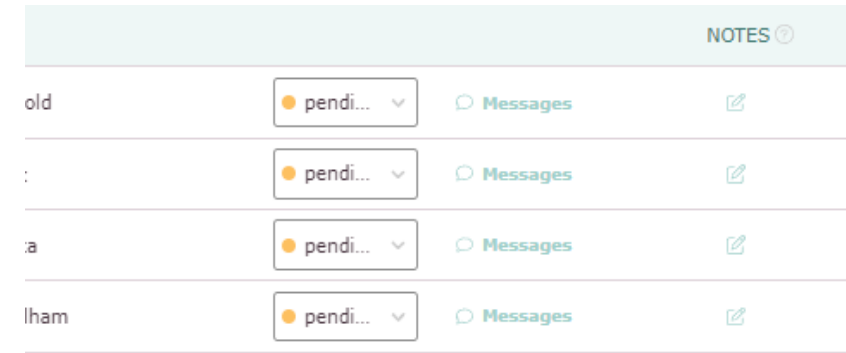 NOTES
old pendi... Messages
pendi... Messages
:a pendi... Messages
lham pendi... Messages